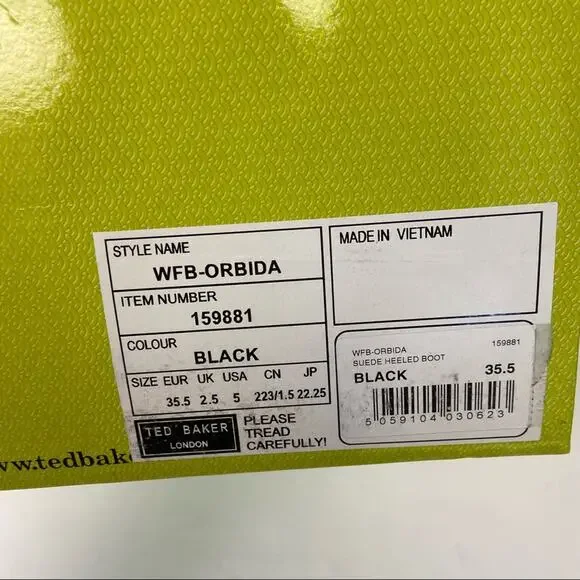 STYLE NAME
WFB-ORBIDA
ITEM NUMBER
159881
COLOUR
BLACK
SIZE EUR UK USA CN JP
35.5 2.5 5 223/1.5 22.25
TED BAKER
LONDON
PLEASE
TREAD
CAREFULLY!
MADE IN VIETNAM
WFB-ORBIDA 159881
SUEDE HEELED BOOT
BLACK 35.5
5 059104 030623